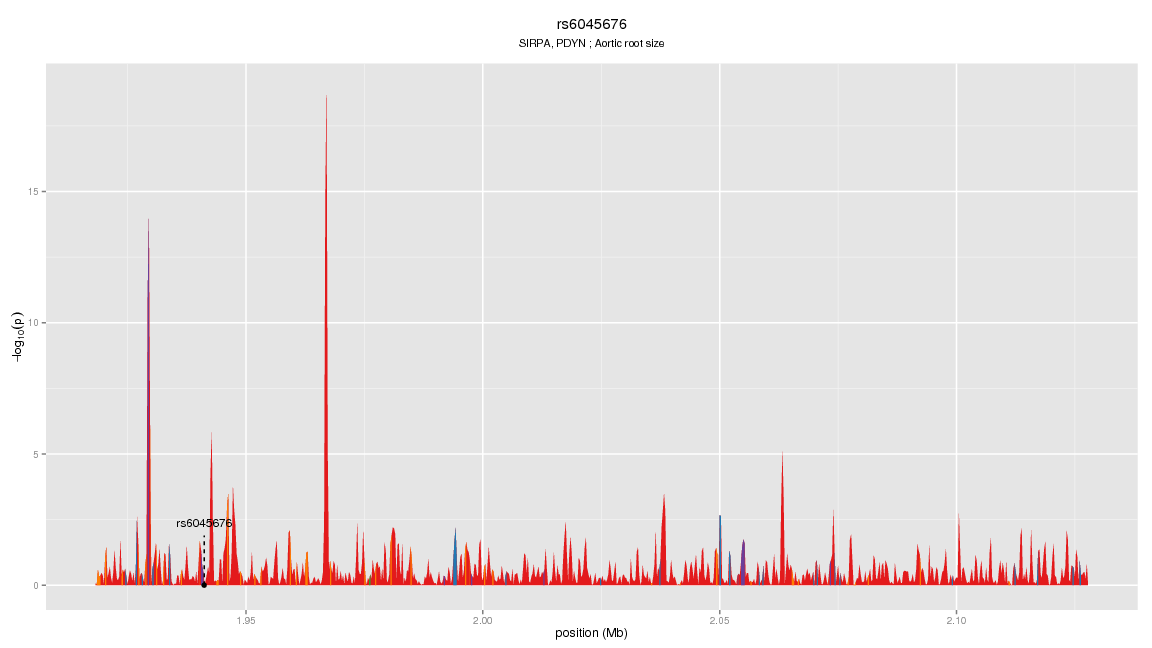 rs6045676
SIRPA, PDYN ; Aortic root size
−log10(p)
15
10
5
0
rs6045676
1.95
2.00
2.05
2.10
position (Mb)